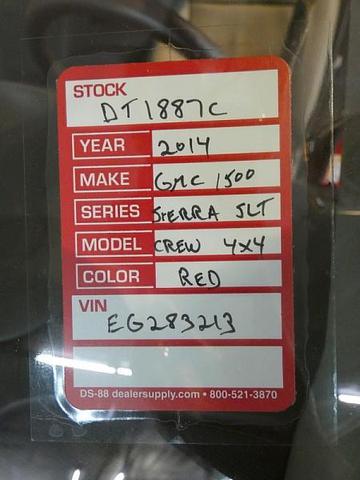 STOCK
DT1887C
YEAR 2014
MAKE GMC 1500
SERIES SIERRA SLT
MODEL CREW 4X4
COLOR RED
VIN
EG283213
DS-88 dealersupply.com • 800-521-3870